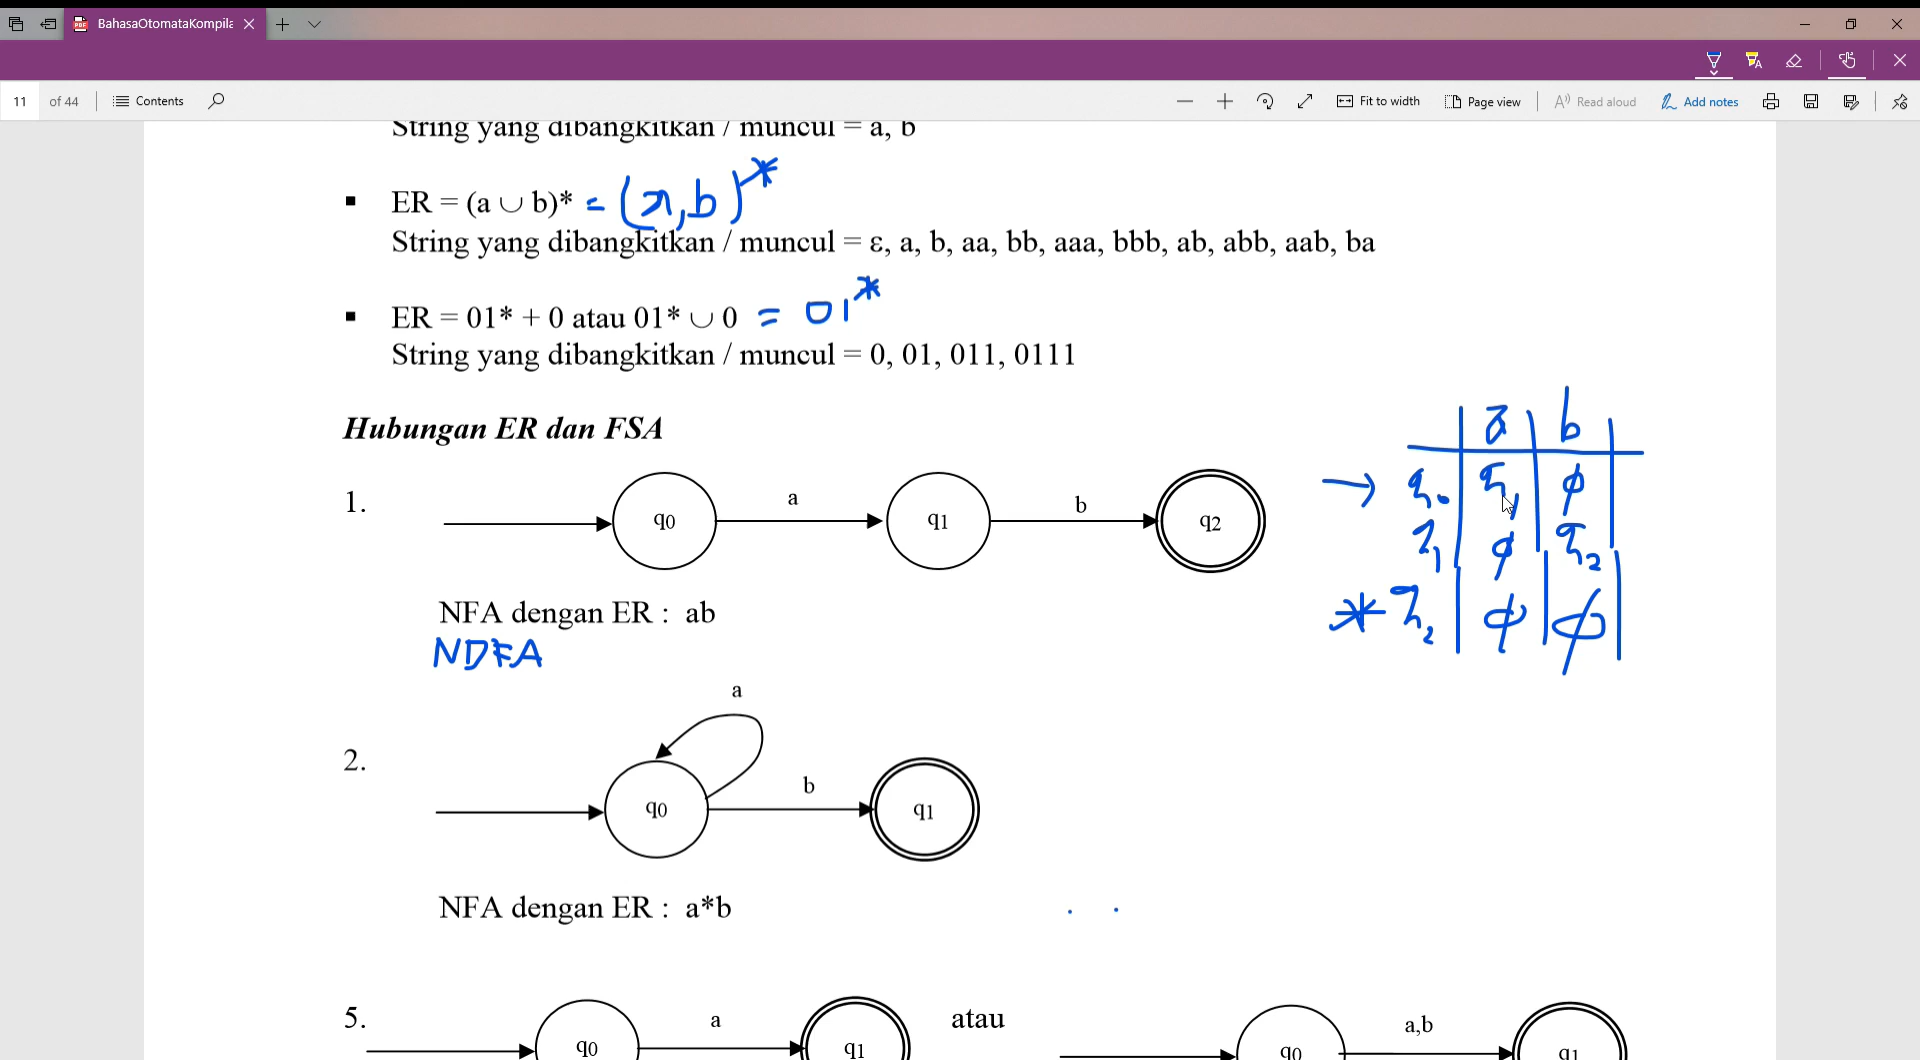 BahasaOtomataKompila
11 of 44 Contents Fit to width Page view Read aloud Add notes
String yang dibangkitkan / muncul = a, b
▪ ER = (a ∪ b)* = (a,b)*
String yang dibangkitkan / muncul = ε, a, b, aa, bb, aaa, bbb, ab, abb, aab, ba
▪ ER = 01* + 0 atau 01* ∪ 0 = 01*
String yang dibangkitkan / muncul = 0, 01, 011, 0111
Hubungan ER dan FSA
a b
→ q0 q1 ϕ
q1 ϕ q2
* q2 ϕ ϕ
1. q0 a q1 b q2
NFA dengan ER : ab
NDFA
a
2. q0 b q1
NFA dengan ER : a*b
5. q0 a q1 atau q0 a,b q1